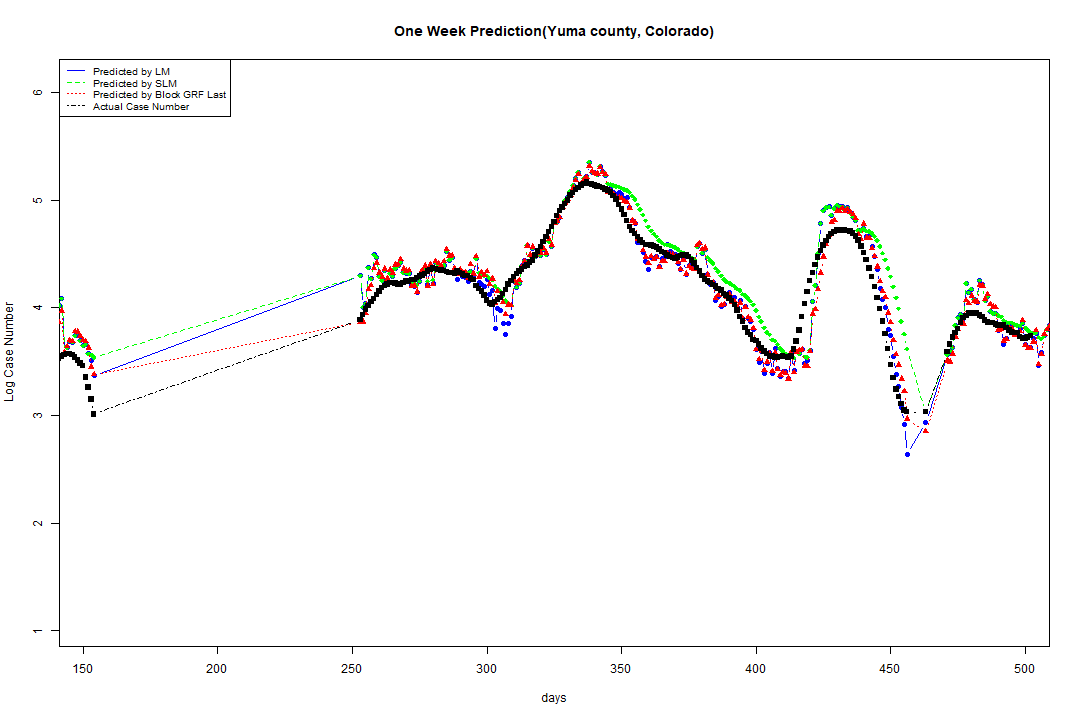 One Week Prediction(Yuma county, Colorado)
Predicted by LM
Predicted by SLM
Predicted by Block GRF Last
Actual Case Number
Log Case Number
6
5
4
3
2
1
150 200 250 300 350 400 450 500
days